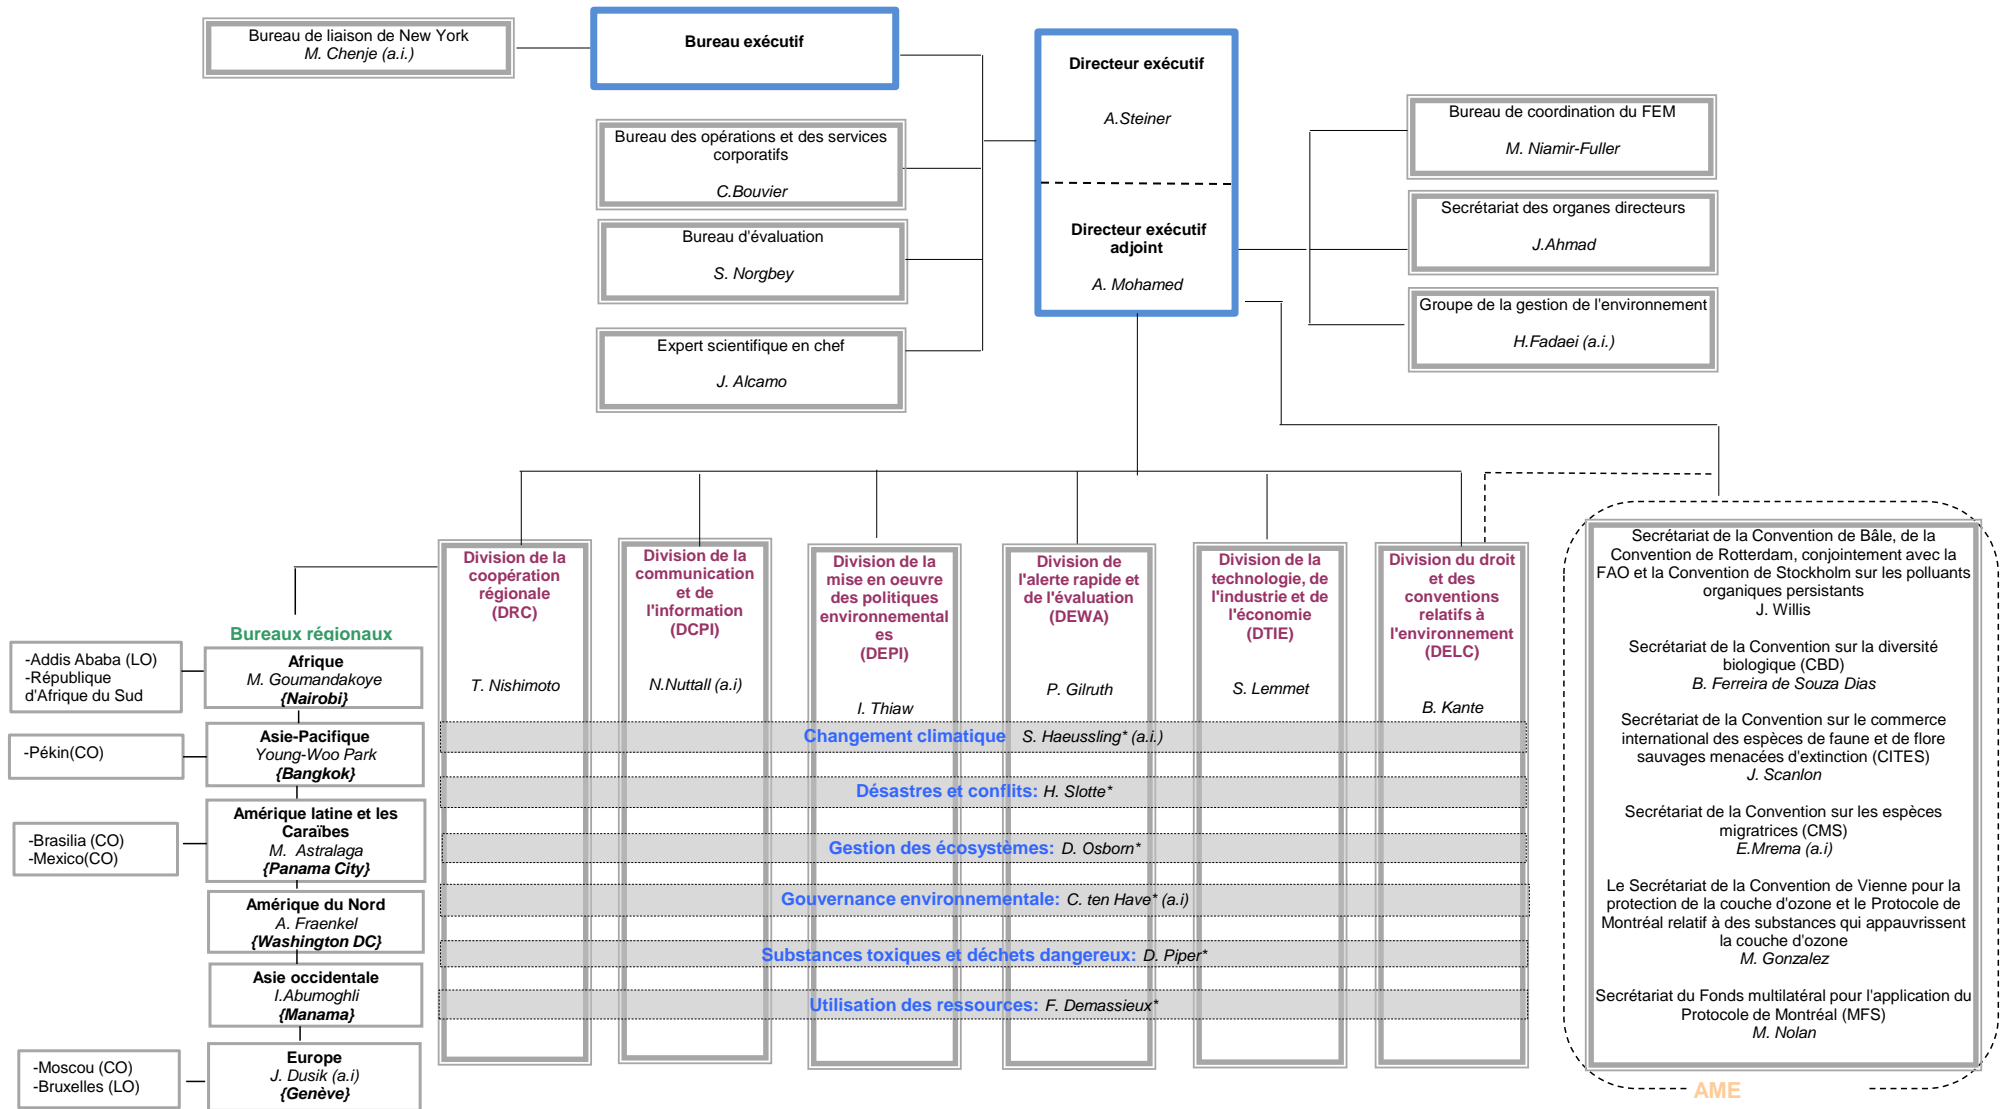 Bureau de liaison de New York
M. Chenje (a.i.)
Bureau exécutif
Directeur exécutif
A.Steiner
Directeur exécutif
adjoint
A. Mohamed
Bureau des opérations et des services
corporatifs
C.Bouvier
Bureau d'évaluation
S. Norgbey
Expert scientifique en chef
J. Alcamo
Bureau de coordination du FEM
M. Niamir-Fuller
Secrétariat des organes directeurs
J.Ahmad
Groupe de la gestion de l'environnement
H.Fadaei (a.i.)
Division de la
coopération
régionale
(DRC)
T. Nishimoto
Division de la
communication
et de
l'information
(DCPI)
N.Nuttall (a.i)
Division de la
mise en oeuvre
des politiques
environnemental
es
(DEPI)
I. Thiaw
Division de
l'alerte rapide et
de l'évaluation
(DEWA)
P. Gilruth
Division de la
technologie, de
l'industrie et de
l'économie
(DTIE)
S. Lemmet
Division du droit
et des
conventions
relatifs à
l'environnement
(DELC)
B. Kante
Changement climatique S. Haeussling* (a.i.)
Désastres et conflits: H. Slotte*
Gestion des écosystèmes: D. Osborn*
Gouvernance environnementale: C. ten Have* (a.i)
Substances toxiques et déchets dangereux: D. Piper*
Utilisation des ressources: F. Demassieux*
Bureaux régionaux
-Addis Ababa (LO)
-République
d'Afrique du Sud
Afrique
M. Goumandakoye
{Nairobi}
-Pékin(CO)
Asie-Pacifique
Young-Woo Park
{Bangkok}
-Brasilia (CO)
-Mexico(CO)
Amérique latine et les
Caraïbes
M. Astralaga
{Panama City}
Amérique du Nord
A. Fraenkel
{Washington DC}
Asie occidentale
I.Abumoghli
{Manama}
-Moscou (CO)
-Bruxelles (LO)
Europe
J. Dusik (a.i)
{Genève}
Secrétariat de la Convention de Bâle, de la
Convention de Rotterdam, conjointement avec la
FAO et la Convention de Stockholm sur les polluants
organiques persistants
J. Willis
Secrétariat de la Convention sur la diversité
biologique (CBD)
B. Ferreira de Souza Dias
Secrétariat de la Convention sur le commerce
international des espèces de faune et de flore
sauvages menacées d'extinction (CITES)
J. Scanlon
Secrétariat de la Convention sur les espèces
migratrices (CMS)
E.Mrema (a.i)
Le Secrétariat de la Convention de Vienne pour la
protection de la couche d'ozone et le Protocole de
Montréal relatif à des substances qui appauvrissent
la couche d'ozone
M. Gonzalez
Secrétariat du Fonds multilatéral pour l'application du
Protocole de Montréal (MFS)
M. Nolan
AME